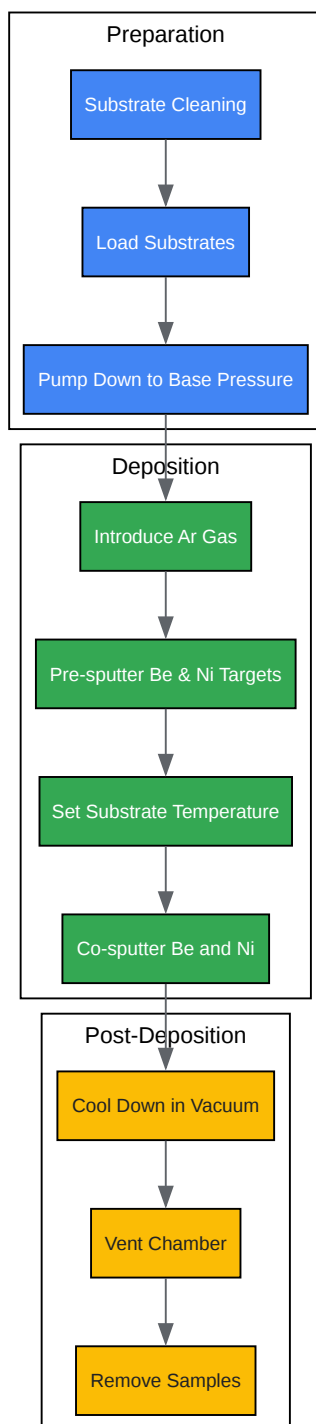 Preparation
Substrate Cleaning
Load Substrates
Pump Down to Base Pressure
Deposition
Introduce Ar Gas
Pre-sputter Be & Ni Targets
Set Substrate Temperature
Co-sputter Be and Ni
Post-Deposition
Cool Down in Vacuum
Vent Chamber
Remove Samples